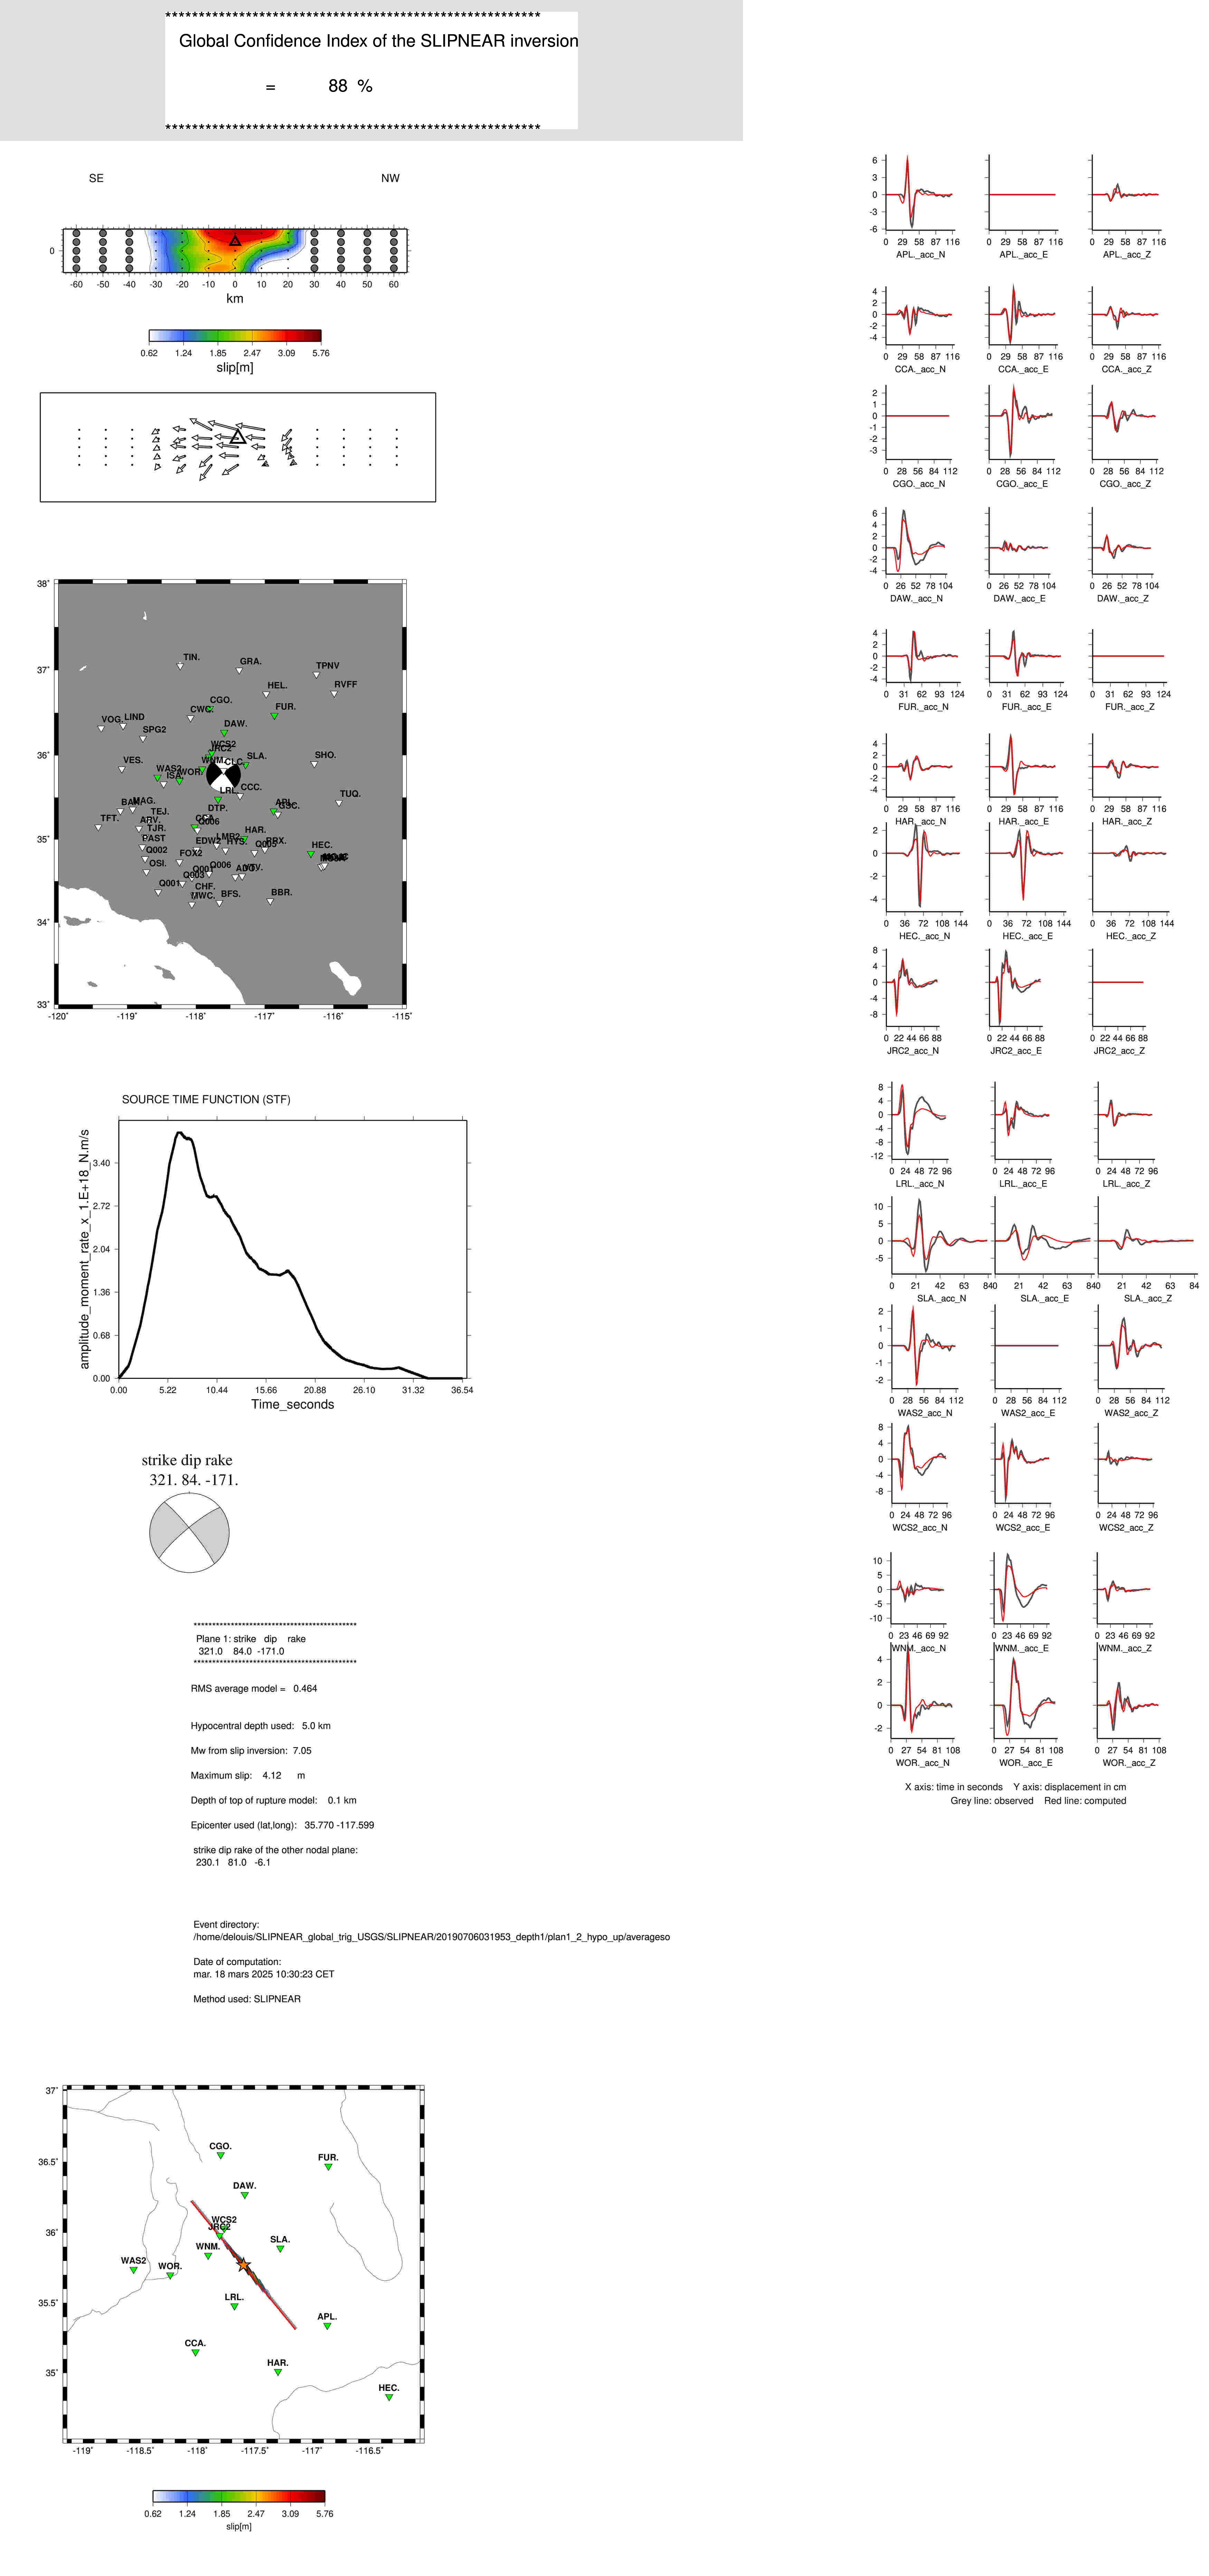 ******************************************************
Global Confidence Index of the SLIPNEAR inversion
= 88 %
******************************************************
SE NW
0
-60 -50 -40 -30 -20 -10 0 10 20 30 40 50 60
km
0.62 1.24 1.85 2.47 3.09 5.76
slip[m]
38°
37°
36°
35°
34°
33°
-120° -119° -118° -117° -116° -115°
TIN.
GRA.
TPNV
HEL.
RVFF
CGO.
CWC.
FUR.
VOG. LIND
SPG2
DAW.
WCS2
JRC2
VES.
WAS2
ISA.
WOR.
WNM.
CLC.
SLA.
SHO.
LRL.
CCC.
TUQ.
BAK.
MAG.
DTP.
APL.
GSC.
TFT.
ARV.
TEJ.
TJR.
CCA.
Q006
PAST
EDW2
LMR2
HYS.
HAR.
Q005
RRX.
HEC.
Q002
FOX2
OSI.
Q006
Q003
Q001
CHF.
MWC.
BFS.
BBR.
SOURCE TIME FUNCTION (STF)
amplitude_moment_rate_x_1.E+18_N.m/s
3.40
2.72
2.04
1.36
0.68
0.00
0.00 5.22 10.44 15.66 20.88 26.10 31.32 36.54
Time_seconds
strike dip rake
321. 84. -171.
********************************************
Plane 1: strike dip rake
321.0 84.0 -171.0
********************************************
RMS average model = 0.464
Hypocentral depth used: 5.0 km
Mw from slip inversion: 7.05
Maximum slip: 4.12 m
Depth of top of rupture model: 0.1 km
Epicenter used (lat,long): 35.770 -117.599
strike dip rake of the other nodal plane:
230.1 81.0 -6.1
Event directory:
/home/delouis/SLIPNEAR_global_trig_USGS/SLIPNEAR/20190706031953_depth1/plan1_2_hypo_up/averageso
Date of computation:
mar. 18 mars 2025 10:30:23 CET
Method used: SLIPNEAR
37°
36.5°
36°
35.5°
35°
-119° -118.5° -118° -117.5° -117° -116.5°
CGO.
FUR.
DAW.
WCS2
JRC2
SLA.
WNM.
WAS2
WOR.
LRL.
APL.
CCA.
HAR.
HEC.
0.62 1.24 1.85 2.47 3.09 5.76
slip[m]
6
3
0
-3
-6
0 29 58 87 116 0 29 58 87 116 0 29 58 87 116
APL._acc_N APL._acc_E APL._acc_Z
4
2
0
-2
-4
0 29 58 87 116 0 29 58 87 116 0 29 58 87 116
CCA._acc_N CCA._acc_E CCA._acc_Z
2
1
0
-1
-2
-3
0 28 56 84 112 0 28 56 84 112 0 28 56 84 112
CGO._acc_N CGO._acc_E CGO._acc_Z
6
4
2
0
-2
-4
0 26 52 78 104 0 26 52 78 104 0 26 52 78 104
DAW._acc_N DAW._acc_E DAW._acc_Z
4
2
0
-2
-4
0 31 62 93 124 0 31 62 93 124 0 31 62 93 124
FUR._acc_N FUR._acc_E FUR._acc_Z
4
2
0
-2
-4
0 29 58 87 116 0 29 58 87 116 0 29 58 87 116
HAR._acc_N HAR._acc_E HAR._acc_Z
2
0
-2
-4
0 36 72 108 144 0 36 72 108 144 0 36 72 108 144
HEC._acc_N HEC._acc_E HEC._acc_Z
8
4
0
-4
-8
0 22 44 66 88 0 22 44 66 88 0 22 44 66 88
JRC2_acc_N JRC2_acc_E JRC2_acc_Z
8
4
0
-4
-8
-12
0 24 48 72 96 0 24 48 72 96 0 24 48 72 96
LRL._acc_N LRL._acc_E LRL._acc_Z
10
5
0
-5
0 21 42 63 84 0 21 42 63 84 0 21 42 63 84
SLA._acc_N SLA._acc_E SLA._acc_Z
2
1
0
-1
-2
0 28 56 84 112 0 28 56 84 112 0 28 56 84 112
WAS2_acc_N WAS2_acc_E WAS2_acc_Z
8
4
0
-4
-8
0 24 48 72 96 0 24 48 72 96 0 24 48 72 96
WCS2_acc_N WCS2_acc_E WCS2_acc_Z
10
5
0
-5
-10
0 23 46 69 92 0 23 46 69 92 0 23 46 69 92
WNM._acc_N WNM._acc_E WNM._acc_Z
4
2
0
-2
0 27 54 81 108 0 27 54 81 108 0 27 54 81 108
WOR._acc_N WOR._acc_E WOR._acc_Z
X axis: time in seconds Y axis: displacement in cm
Grey line: observed Red line: computed